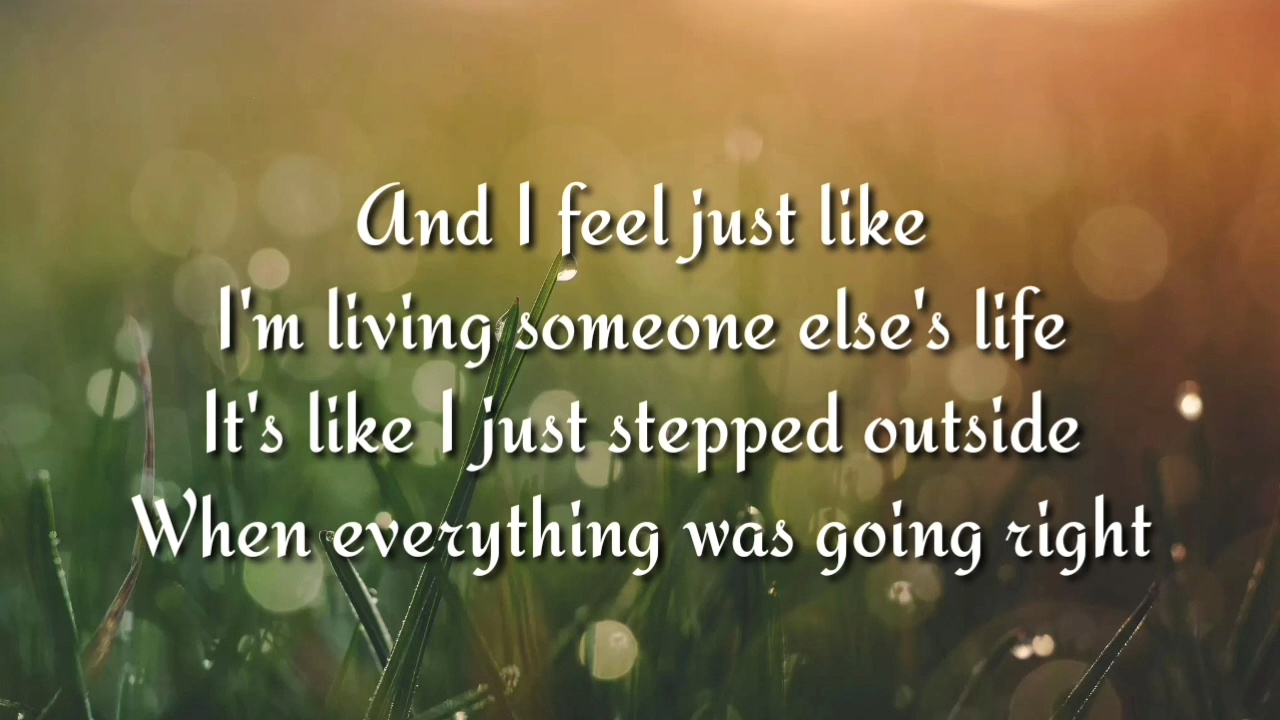 And I feel just like
I'm living someone else's life
It's like I just stepped outside
When everything was going right